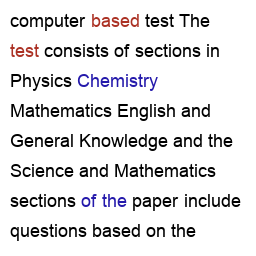 computer based test The
test consists of sections in
Physics Chemistry
Mathematics English and
General Knowledge and the
Science and Mathematics
sections of the paper include
questions based on the